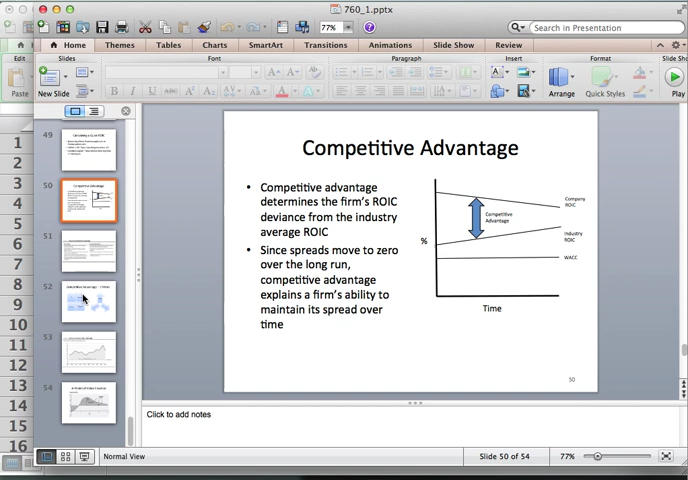 760_1.pptx
77%
Search in Presentation
Home
Themes
Tables
Charts
SmartArt
Transitions
Animations
Slide Show
Review
Edit
Slides
Font
Paragraph
Insert
Format
Slide Sho
Paste
New Slide
Arrange
Quick Styles
Play
49
50
Competitive Advantage
51
52
53
54
1
2
3
4
5
6
7
8
9
10
11
12
13
14
15
16
Competitive Advantage
• Competitive advantage
determines the firm's ROIC
deviance from the industry
average ROIC
• Since spreads move to zero
over the long run,
competitive advantage
explains a firm's ability to
maintain its spread over
time
%
Company
ROIC
Competitive
Advantage
Industry
ROIC
WACC
Time
50
Click to add notes
Normal View
Slide 50 of 54
77%